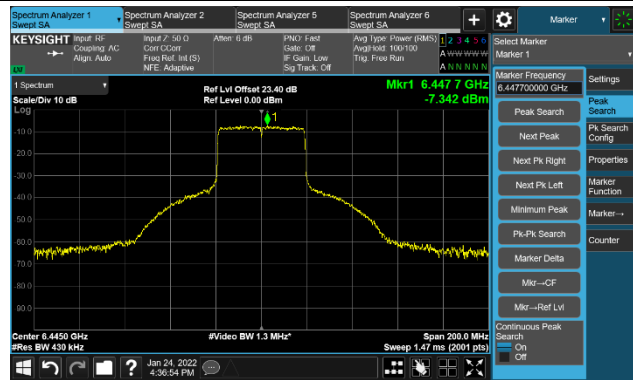 Spectrum Analyzer 1
Swept SA
Spectrum Analyzer 2
Swept SA
Spectrum Analyzer 5
Swept SA
Spectrum Analyzer 6
Swept SA
+
Marker
KEYSIGHT
Input: RF
Coupling: AC
Align: Auto
Input Z: 50 Ω
Corr CCorr
Freq Ref: Int (S)
NFE: Adaptive
Atten: 6 dB
PNO: Fast
Gate: Off
IF Gain: Low
Sig Track: Off
Avg Type: Power (RMS)
Avg|Hold: 100/100
Trig: Free Run
1 2 3 4 5 6
A W W W W W
A N N N N N
Select Marker
Marker 1
LVI
1 Spectrum
Scale/Div 10 dB
Log
Ref Lvl Offset 23.40 dB
Ref Level 0.00 dBm
Mkr1 6.447 7 GHz
-7.342 dBm
1
-10.0
-20.0
-30.0
-40.0
-50.0
-60.0
-70.0
-80.0
-90.0
Center 6.4450 GHz
#Res BW 430 kHz
#Video BW 1.3 MHz*
Span 200.0 MHz
Sweep 1.47 ms (2001 pts)
Marker Frequency
6.447700000 GHz
Peak Search
Next Peak
Next Pk Right
Next Pk Left
Minimum Peak
Pk-Pk Search
Marker Delta
Mkr→CF
Mkr→Ref Lvl
Continuous Peak
Search
On
Off
Settings
Peak
Search
Pk Search
Config
Properties
Marker
Function
Marker→
Counter
?
Jan 24, 2022
4:36:54 PM